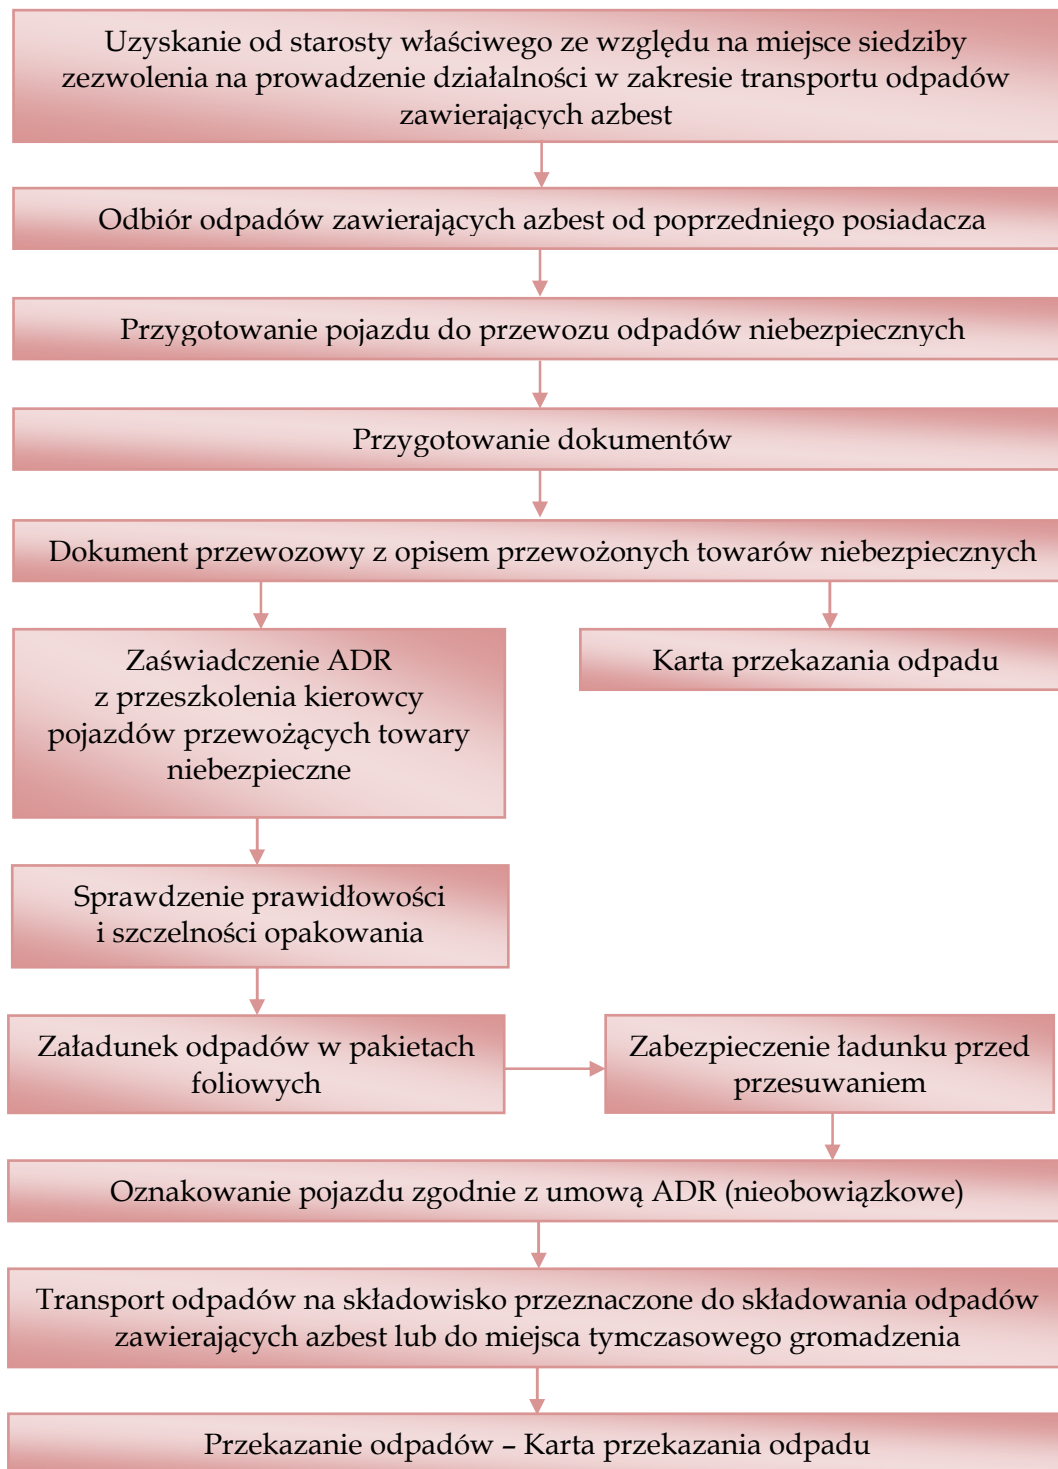 Uzyskanie od starosty właściwego ze względu na miejsce siedziby
zezwolenia na prowadzenie działalności w zakresie transportu odpadów
zawierających azbest
Odbiór odpadów zawierających azbest od poprzedniego posiadacza
Przygotowanie pojazdu do przewozu odpadów niebezpiecznych
Przygotowanie dokumentów
Dokument przewozowy z opisem przewożonych towarów niebezpiecznych
Zaświadczenie ADR
z przeszkolenia kierowcy
pojazdów przewożących towary
niebezpieczne
Karta przekazania odpadu
Sprawdzenie prawidłowości
i szczelności opakowania
Załadunek odpadów w pakietach
foliowych
Zabezpieczenie ładunku przed
przesuwaniem
Oznakowanie pojazdu zgodnie z umową ADR (nieobowiązkowe)
Transport odpadów na składowisko przeznaczone do składowania odpadów
zawierających azbest lub do miejsca tymczasowego gromadzenia
Przekazanie odpadów – Karta przekazania odpadu